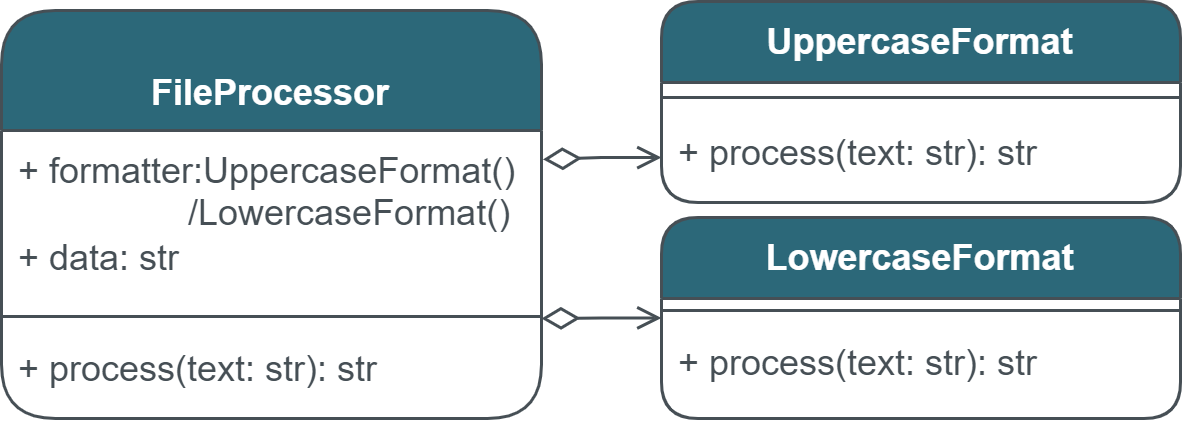 FileProcessor
+ formatter:UppercaseFormat()
/LowercaseFormat()
+ data: str
+ process(text: str): str
UppercaseFormat
+ process(text: str): str
LowercaseFormat
+ process(text: str): str